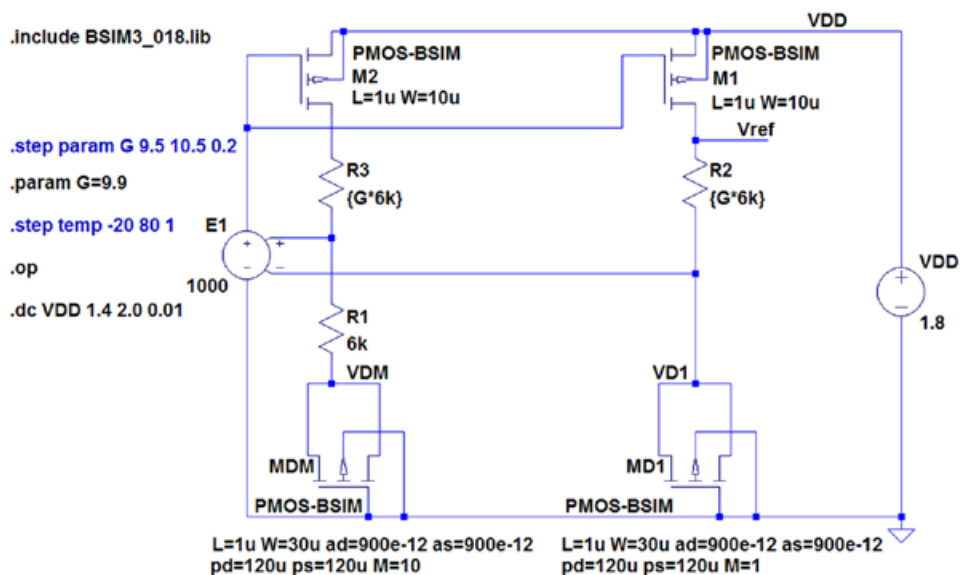 .include BSIM3_018.lib
VDD
PMOS-BSIM
M2
L=1u W=10u
PMOS-BSIM
M1
L=1u W=10u
Vref
.step param G 9.5 10.5 0.2
.param G=9.9
.step temp -20 80 1
.op
.dc VDD 1.4 2.0 0.01
R3
{G*6k}
R2
{G*6k}
E1
+
-
+
-
1000
VDD
+
-
1.8
R1
6k
VDM
VD1
MDM
PMOS-BSIM
MD1
PMOS-BSIM
L=1u W=30u ad=900e-12 as=900e-12
pd=120u ps=120u M=10
L=1u W=30u ad=900e-12 as=900e-12
pd=120u ps=120u M=1